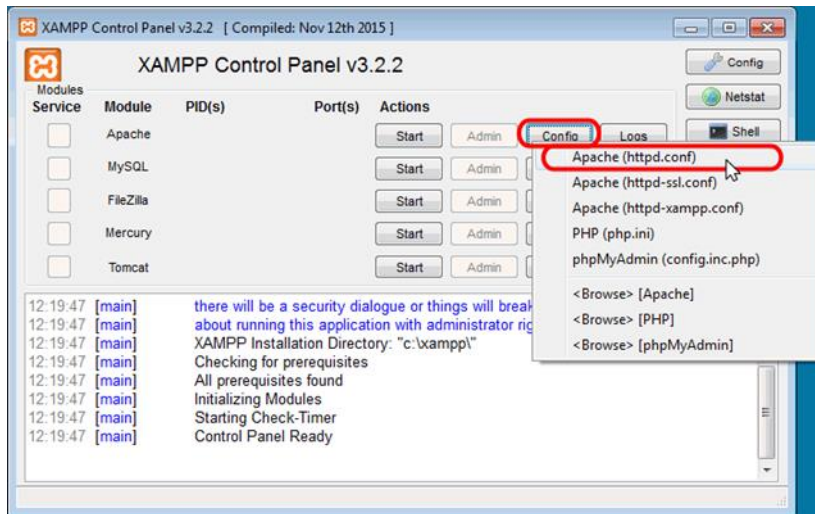 XAMPP Control Panel v3.2.2 [ Compiled: Nov 12th 2015 ]
XAMPP Control Panel v3.2.2
Config
Modules
Service Module PID(s) Port(s) Actions
Netstat
Apache Start Admin Config Logs Shell
Apache (httpd.conf)
MySQL Start Admin
Apache (httpd-ssl.conf)
FileZilla Start Admin
Apache (httpd-xampp.conf)
Mercury Start Admin
PHP (php.ini)
phpMyAdmin (config.inc.php)
Tomcat Start Admin
<Browse> [Apache]
<Browse> [PHP]
<Browse> [phpMyAdmin]
12:19:47 [main] there will be a security dialogue or things will break
12:19:47 [main] about running this application with administrator
12:19:47 [main] XAMPP Installation Directory: "c:\xampp\"
12:19:47 [main] Checking for prerequisites
12:19:47 [main] All prerequisites found
12:19:47 [main] Initializing Modules
12:19:47 [main] Starting Check-Timer
12:19:47 [main] Control Panel Ready